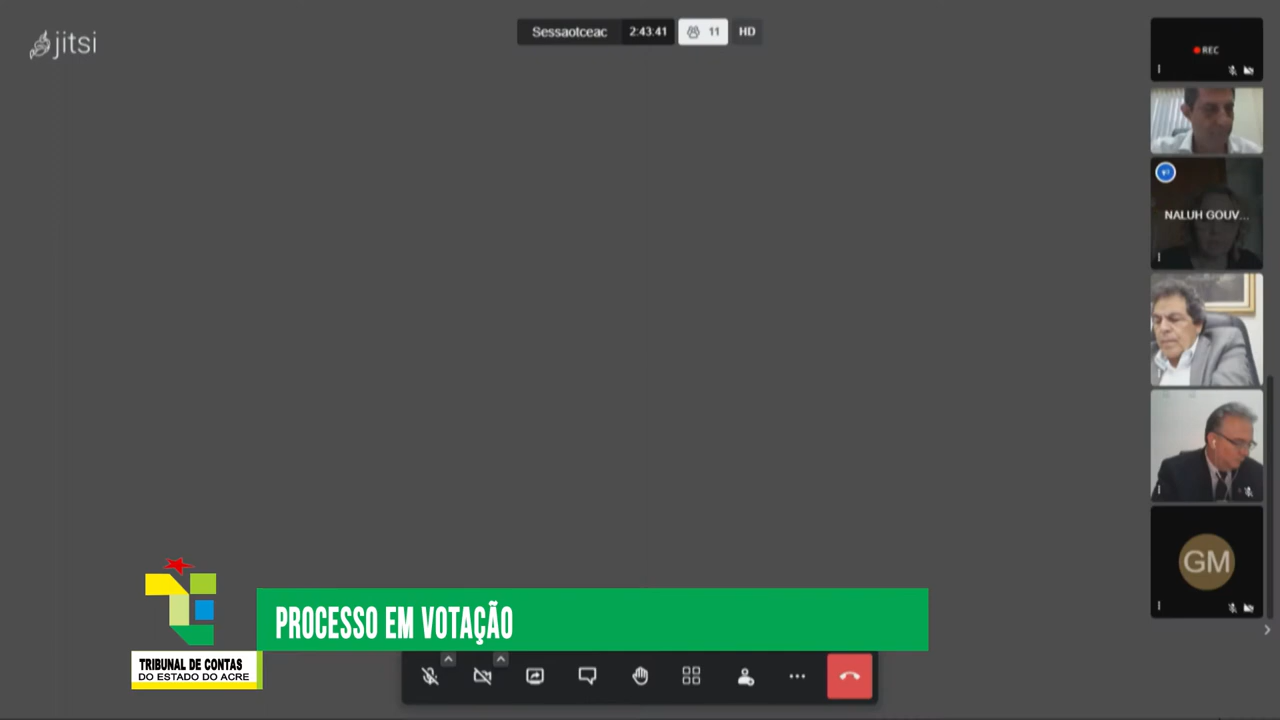 jitsi
Sessaotceac 2:43:41 11 HD
REC
NALUH GOUV...
GM
PROCESSO EM VOTAÇÃO
TRIBUNAL DE CONTAS
DO ESTADO DO ACRE